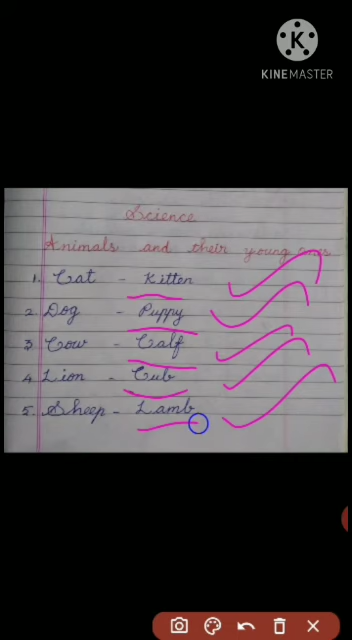 KINEMASTER
Science
Animals and their young ones
1. Cat - Kitten
2. Dog - Puppy
3. Cow - Calf
4. Lion - Cub
5. Sheep - Lamb